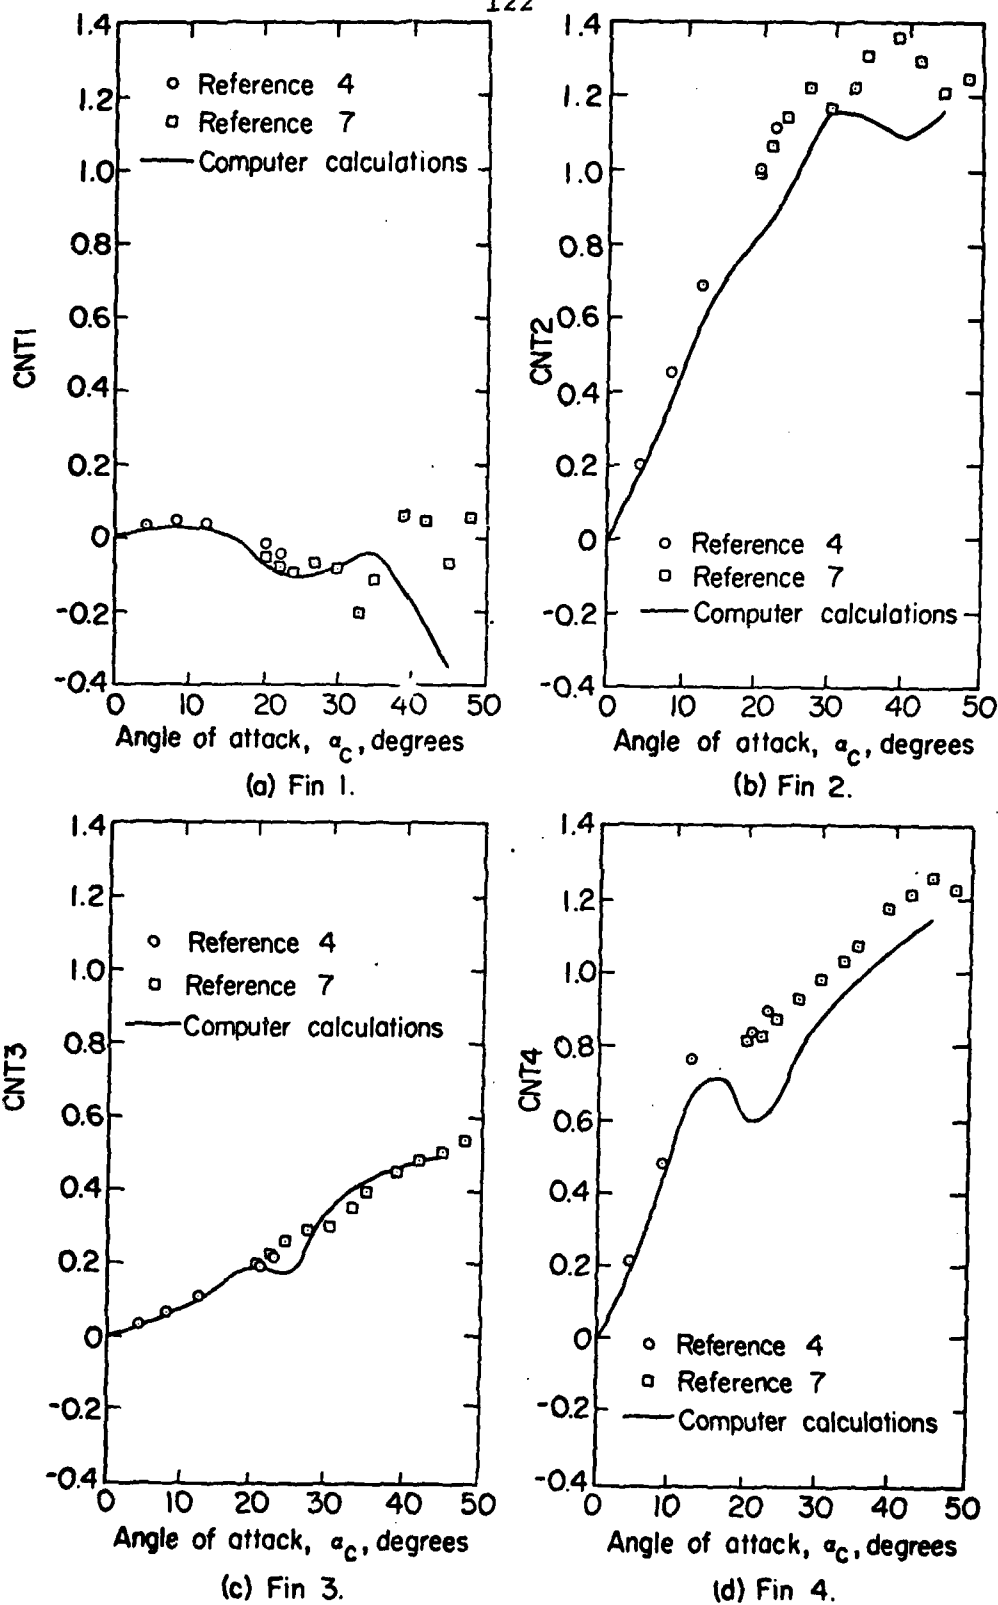 122
1.4
1.2
1.0
0.8
0.6
0.4
0.2
0
-0.2
-0.4
CNT1
Reference 4
Reference 7
Computer calculations
0 10 20 30 40 50
Angle of attack, αc, degrees
(a) Fin 1.
1.4
1.2
1.0
0.8
0.6
0.4
0.2
0
-0.2
-0.4
CNT2
Reference 4
Reference 7
Computer calculations
0 10 20 30 40 50
Angle of attack, αc, degrees
(b) Fin 2.
1.4
1.2
1.0
0.8
0.6
0.4
0.2
0
-0.2
-0.4
CNT3
Reference 4
Reference 7
Computer calculations
0 10 20 30 40 50
Angle of attack, αc, degrees
(c) Fin 3.
1.4
1.2
1.0
0.8
0.6
0.4
0.2
0
-0.2
-0.4
CNT4
Reference 4
Reference 7
Computer calculations
0 10 20 30 40 50
Angle of attack, αc, degrees
(d) Fin 4.